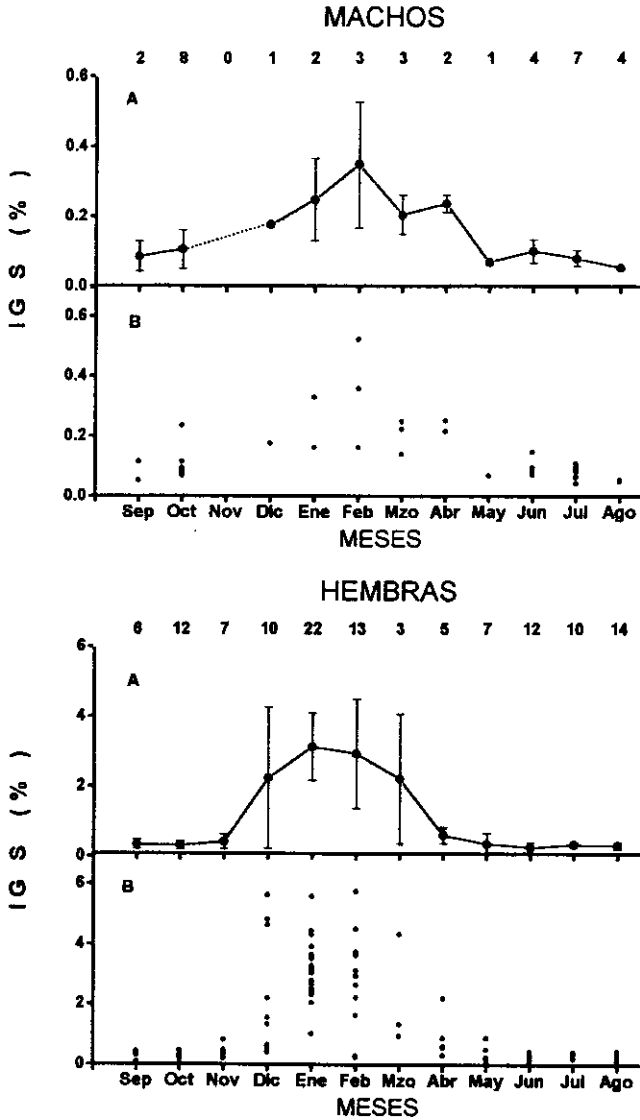 MACHOS
2 8 0 1 2 3 3 2 1 4 7 4
0.6
A
0.4
0.2
0.0
0.6
B
0.4
0.2
0.0
IGS (%)
Sep Oct Nov Dic Ene Feb Mzo Abr May Jun Jul Ago
MESES
HEMBRAS
6 12 7 10 22 13 3 5 7 12 10 14
6
A
4
2
0
6
B
4
2
0
IGS (%)
Sep Oct Nov Dic Ene Feb Mzo Abr May Jun Jul Ago
MESES